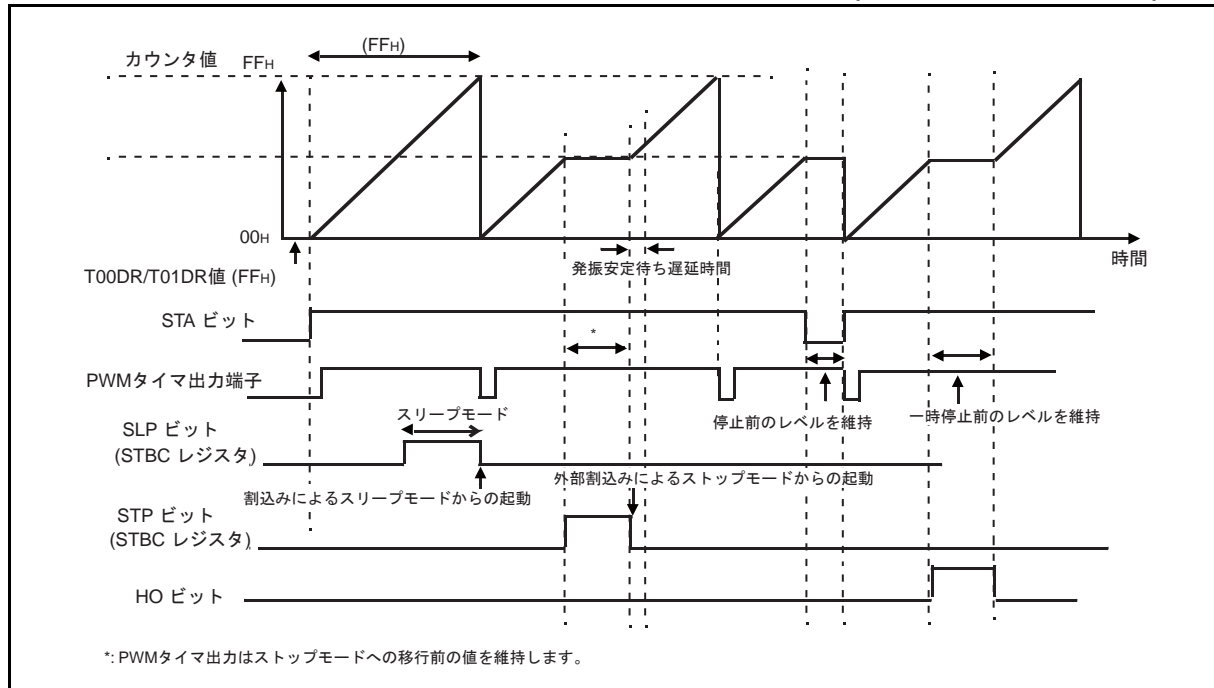 (FFH)
カウンタ値 FFH
00H
発振安定待ち遅延時間
時間
T00DR/T01DR値 (FFH)
STA ビット
*
PWMタイマ出力端子
停止前のレベルを維持
一時停止前のレベルを維持
スリープモード
SLP ビット
(STBC レジスタ)
外部割込みによるストップモードからの起動
割込みによるスリープモードからの起動
STP ビット
(STBC レジスタ)
HO ビット
*: PWMタイマ出力はストップモードへの移行前の値を維持します。